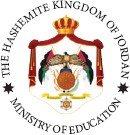 THE HASHEMITE KINGDOM OF JORDAN
MINISTRY OF EDUCATION